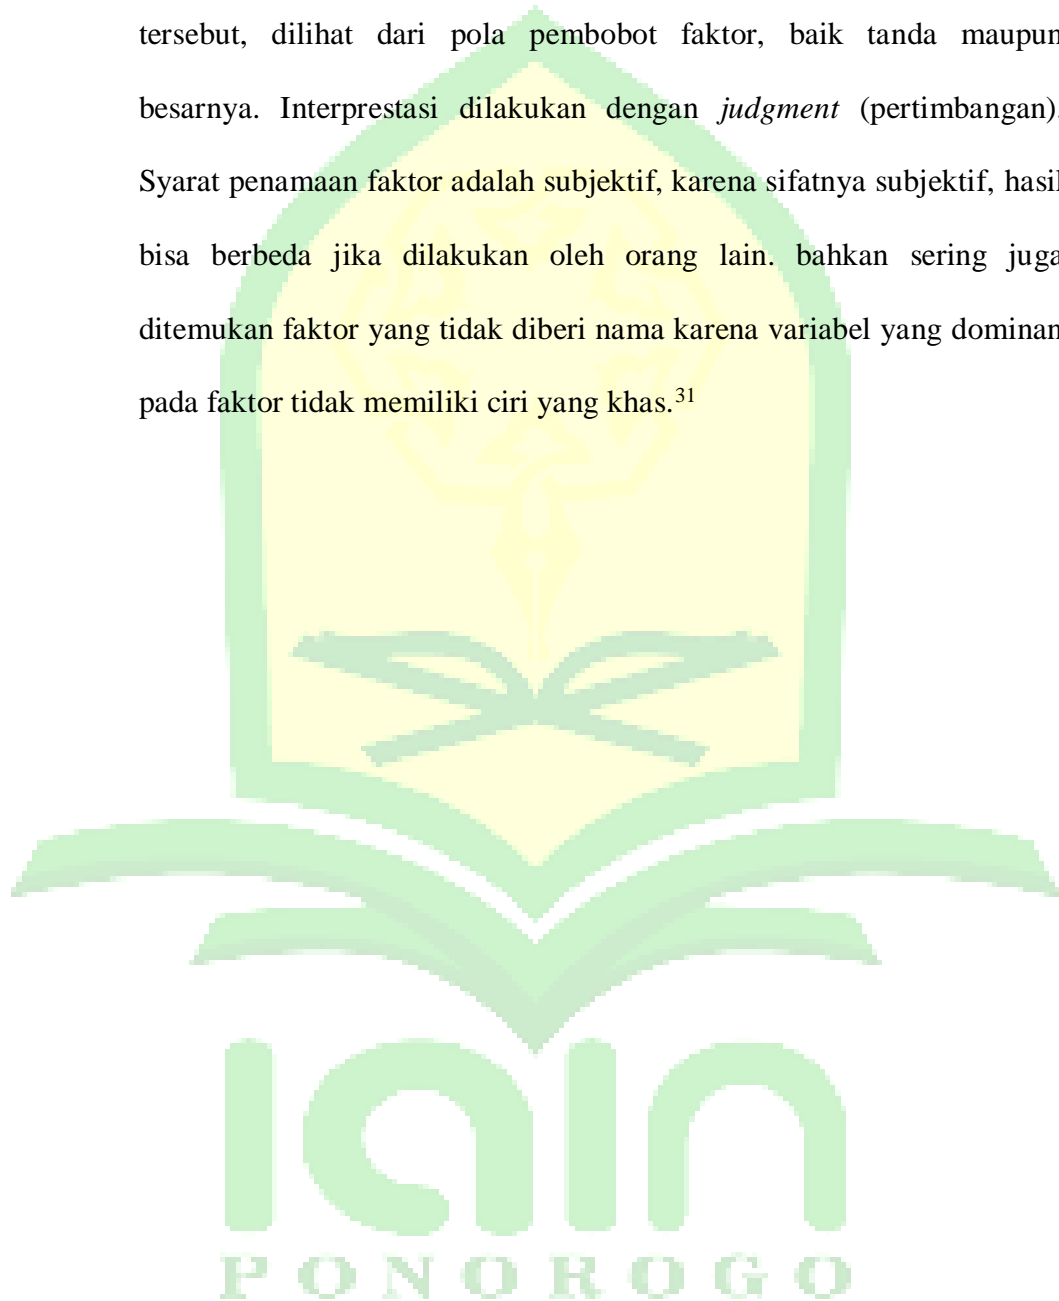 tersebut, dilihat dari pola pembobot faktor, baik tanda maupun
besarnya. Interprestasi dilakukan dengan judgment (pertimbangan).
Syarat penamaan faktor adalah subjektif, karena sifatnya subjektif, hasil
bisa berbeda jika dilakukan oleh orang lain. bahkan sering juga
ditemukan faktor yang tidak diberi nama karena variabel yang dominan
pada faktor tidak memiliki ciri yang khas.31
IAIN
PONOROGO